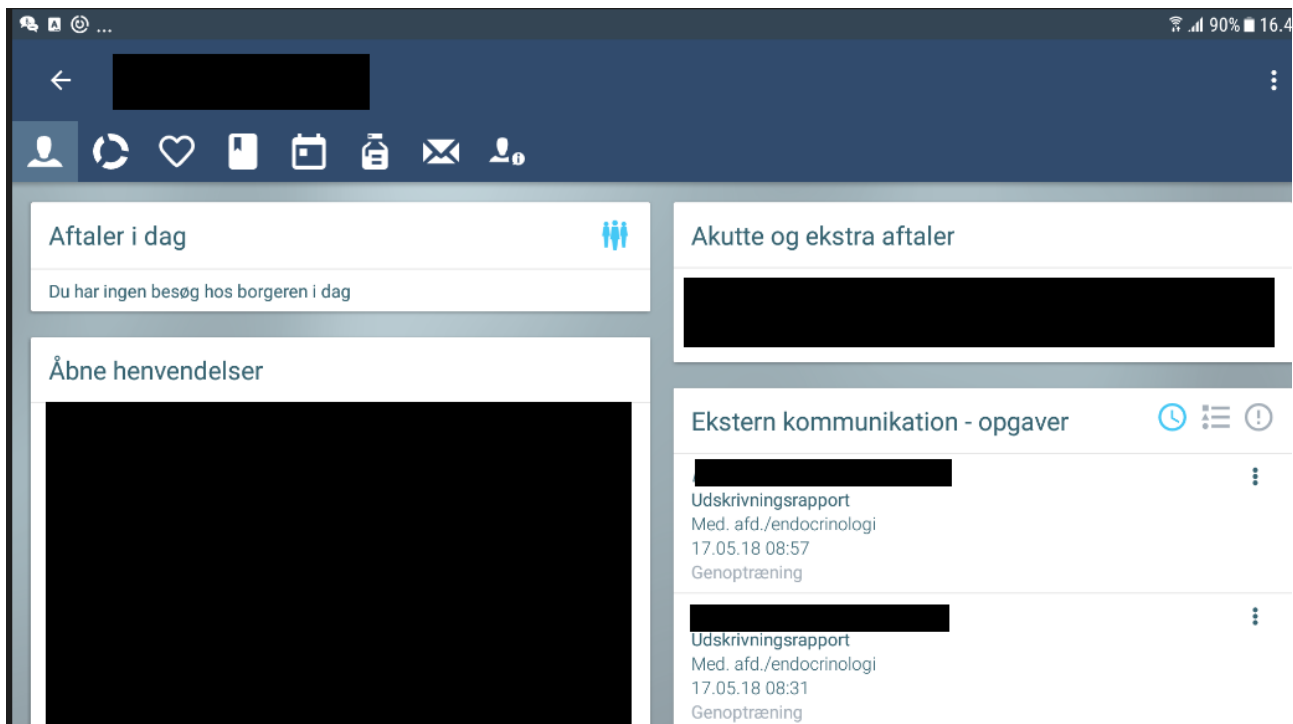 ... 90% 16.4
Aftaler i dag
Du har ingen besøg hos borgeren i dag
Åbne henvendelser
Akutte og ekstra aftaler
Ekstern kommunikation - opgaver
Udskrivningsrapport
Med. afd./endocrinologi
17.05.18 08:57
Genoptræning
Udskrivningsrapport
Med. afd./endocrinologi
17.05.18 08:31
Genoptræning